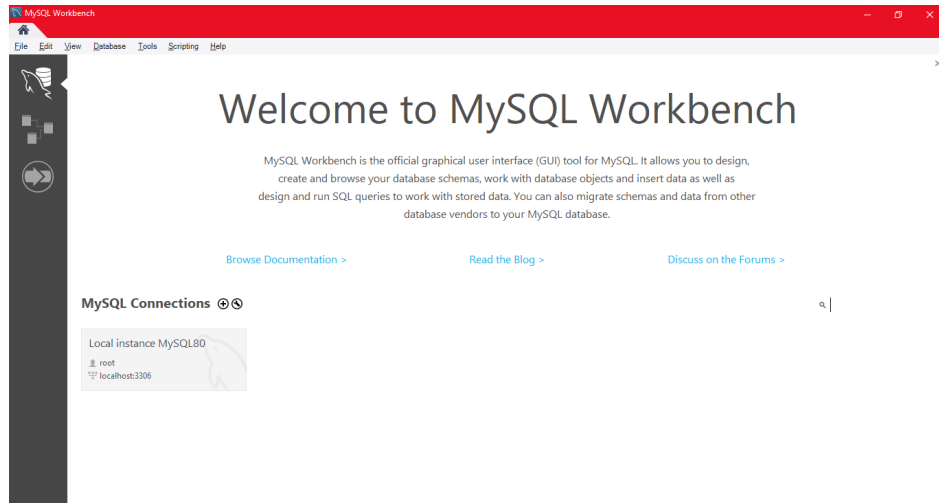 MySQL Workbench
File Edit View Database Tools Scripting Help
Welcome to MySQL Workbench
MySQL Workbench is the official graphical user interface (GUI) tool for MySQL. It allows you to design,
create and browse your database schemas, work with database objects and insert data as well as
design and run SQL queries to work with stored data. You can also migrate schemas and data from other
database vendors to your MySQL database.
Browse Documentation > Read the Blog > Discuss on the Forums >
MySQL Connections
Local instance MySQL80
root
localhost:3306